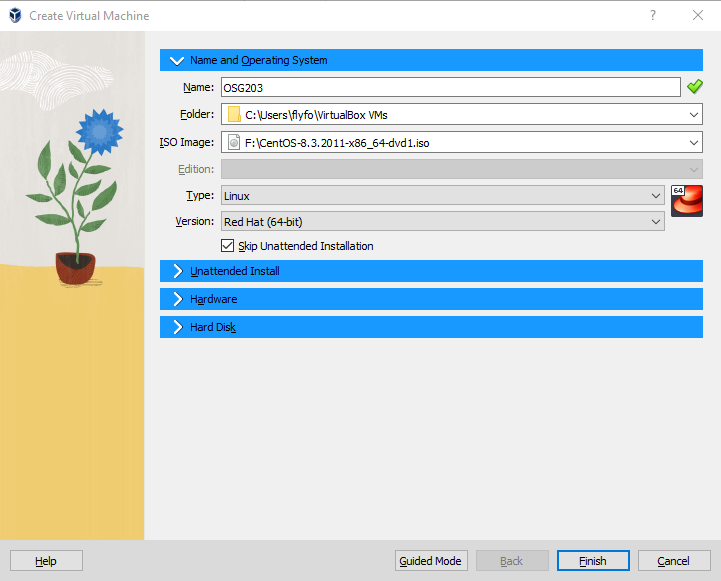 Create Virtual Machine
?
Name and Operating System
Name: OSG203
Folder: C:\Users\flyfo\VirtualBox VMs
ISO Image: F:\CentOS-8.3.2011-x86_64-dvd1.iso
Edition:
Type: Linux
64
Version: Red Hat (64-bit)
Skip Unattended Installation
Unattended Install
Hardware
Hard Disk
Help Guided Mode Back Finish Cancel